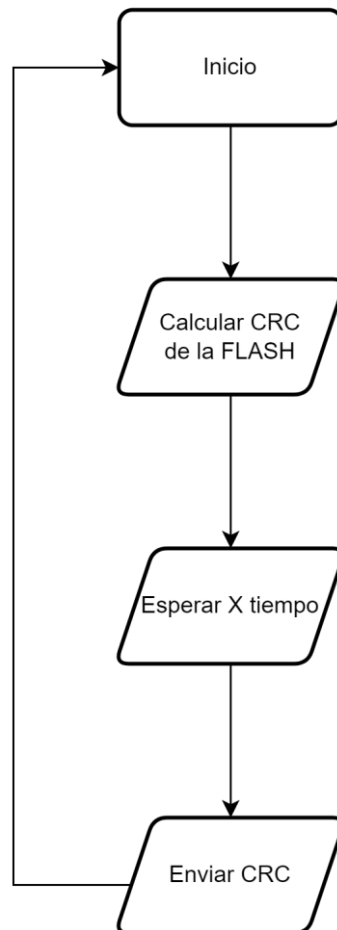 Inicio
Calcular CRC
de la FLASH
Esperar X tiempo
Enviar CRC